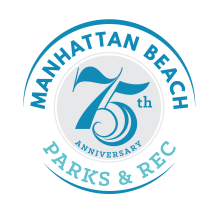 MANHATTAN BEACH
75th
ANNIVERSARY
PARKS & REC